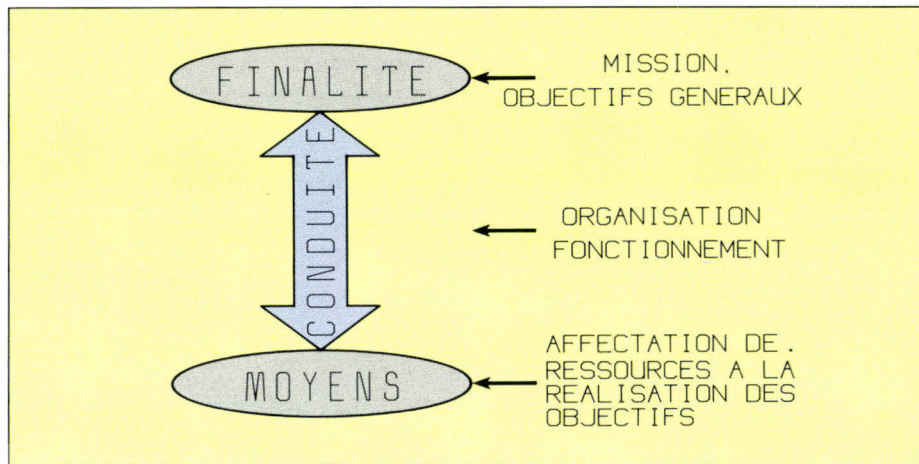 FINALITE
MISSION.
OBJECTIFS GENERAUX
CONDUITE
ORGANISATION
FONCTIONNEMENT
MOYENS
AFFECTATION DE.
RESSOURCES A LA
REALISATION DES
OBJECTIFS